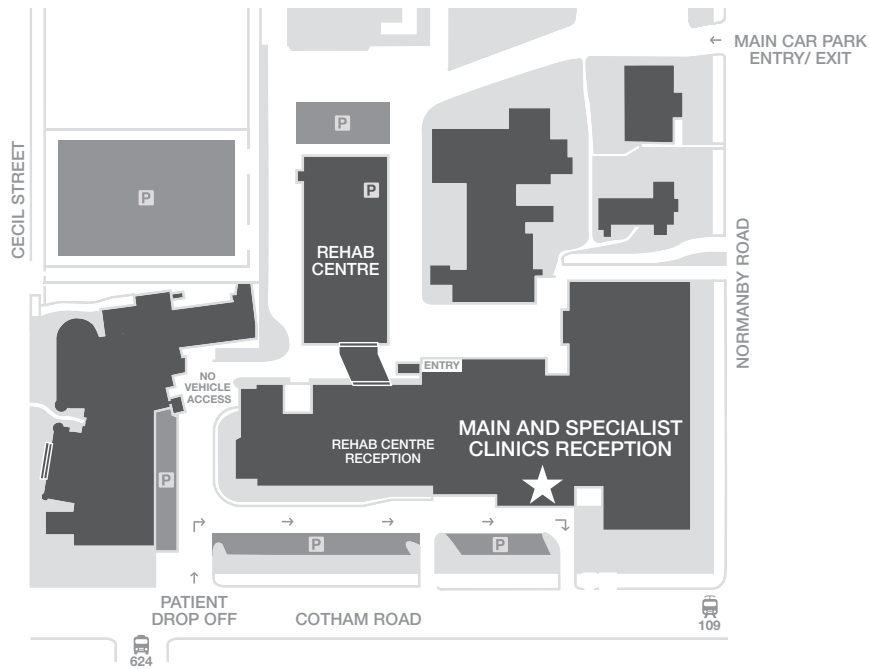 MAIN CAR PARK
ENTRY/ EXIT
CECIL STREET
P
P
P
REHAB
CENTRE
NORMANBY ROAD
ENTRY
NO
VEHICLE
ACCESS
MAIN AND SPECIALIST
CLINICS RECEPTION
REHAB CENTRE
RECEPTION
P
P
P
PATIENT
DROP OFF
COTHAM ROAD
109
624